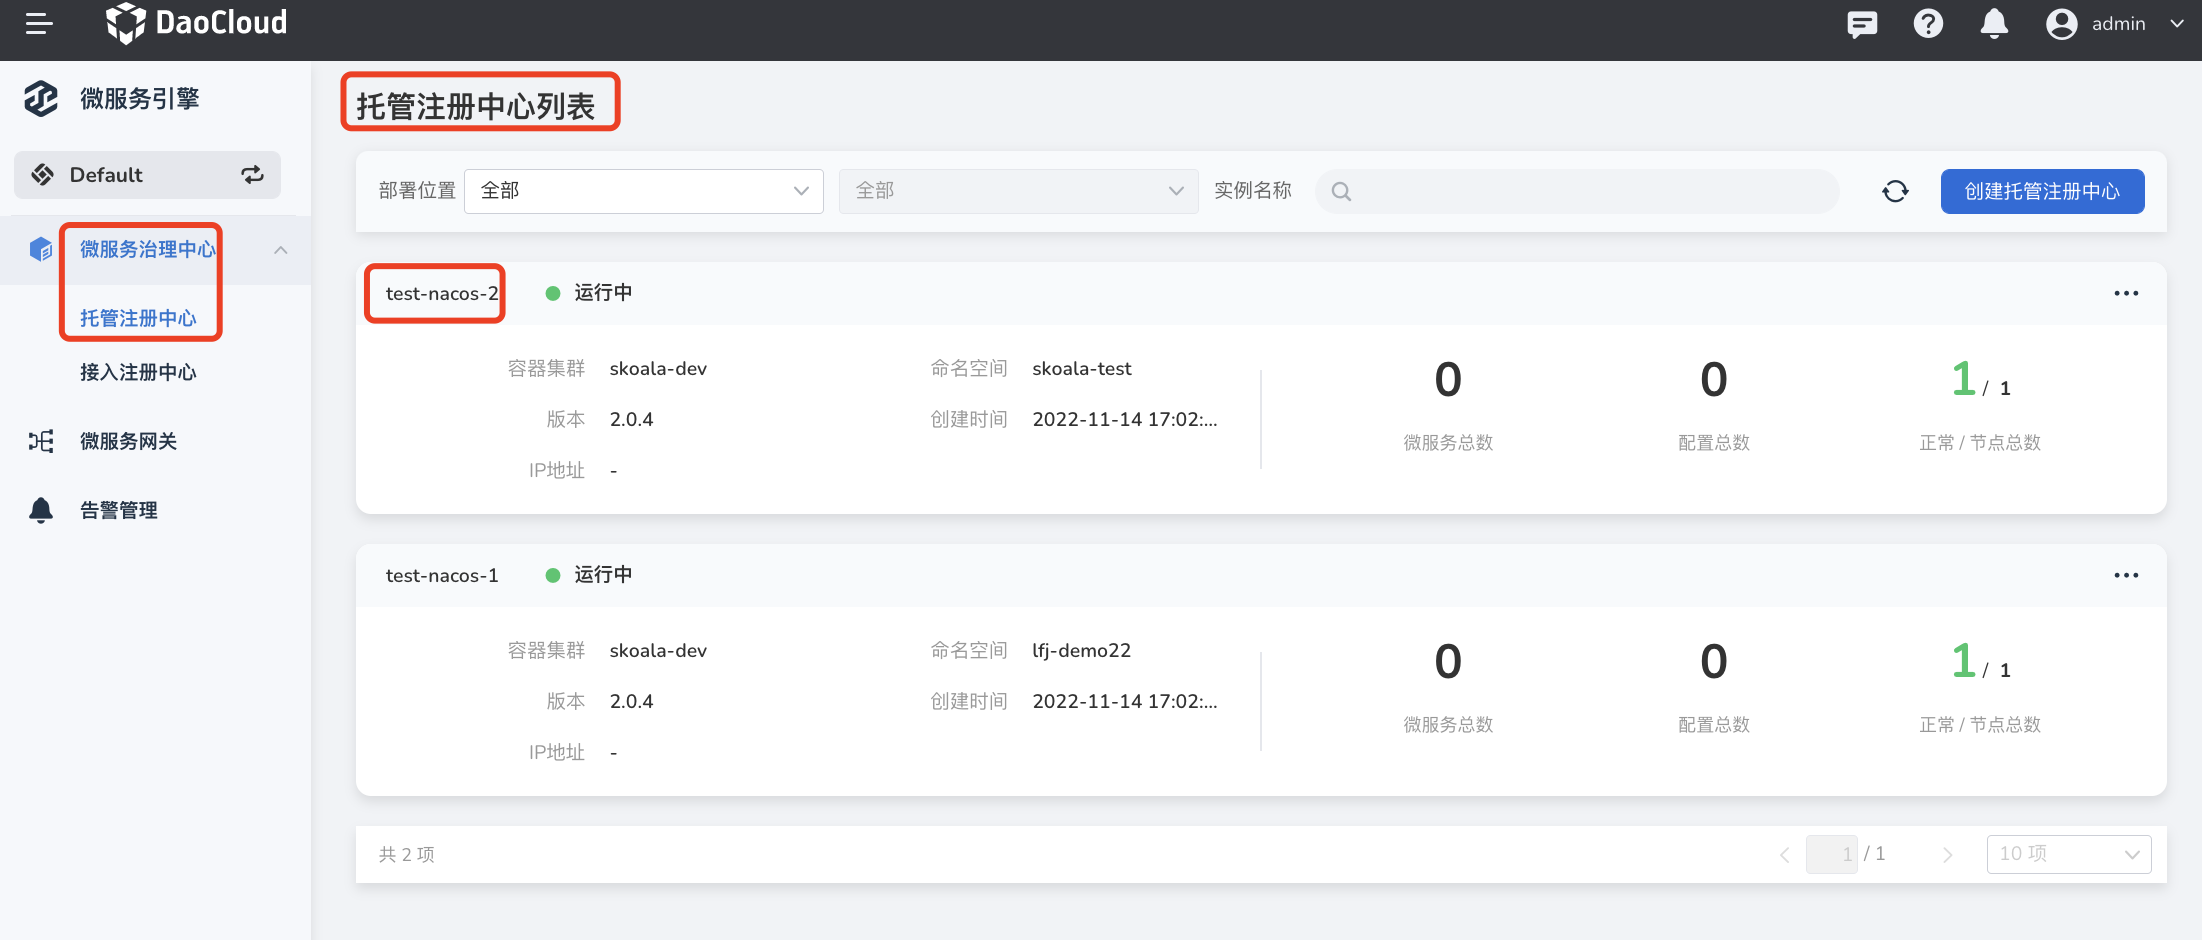 DaoCloud
admin
微服务引擎
Default
微服务治理中心
托管注册中心
接入注册中心
微服务网关
告警管理
托管注册中心列表
部署位置 全部 全部 实例名称 创建托管注册中心
test-nacos-2 运行中
容器集群 skoala-dev 命名空间 skoala-test
版本 2.0.4 创建时间 2022-11-14 17:02:...
IP地址 -
0 0 1 / 1
微服务总数 配置总数 正常 / 节点总数
test-nacos-1 运行中
容器集群 skoala-dev 命名空间 lfj-demo22
版本 2.0.4 创建时间 2022-11-14 17:02:...
IP地址 -
0 0 1 / 1
微服务总数 配置总数 正常 / 节点总数
共 2 项 1 / 1 10 项